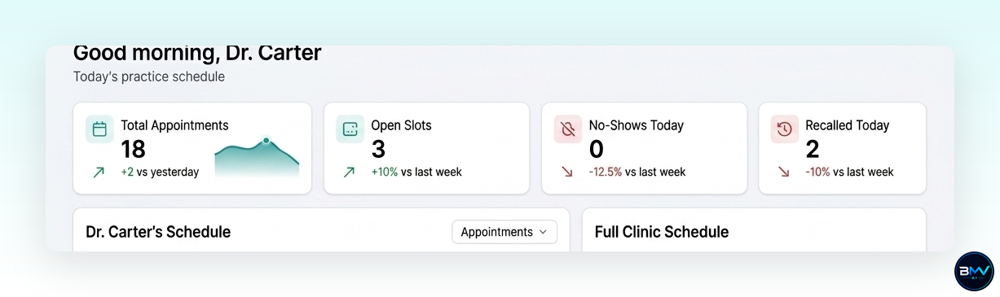 Good morning, Dr. Carter
Today's practice schedule
Total Appointments
18
+2 vs yesterday
Open Slots
3
+10% vs last week
No-Shows Today
0
-12.5% vs last week
Recalled Today
2
-10% vs last week
Dr. Carter's Schedule
Appointments
Full Clinic Schedule
BMV
AI